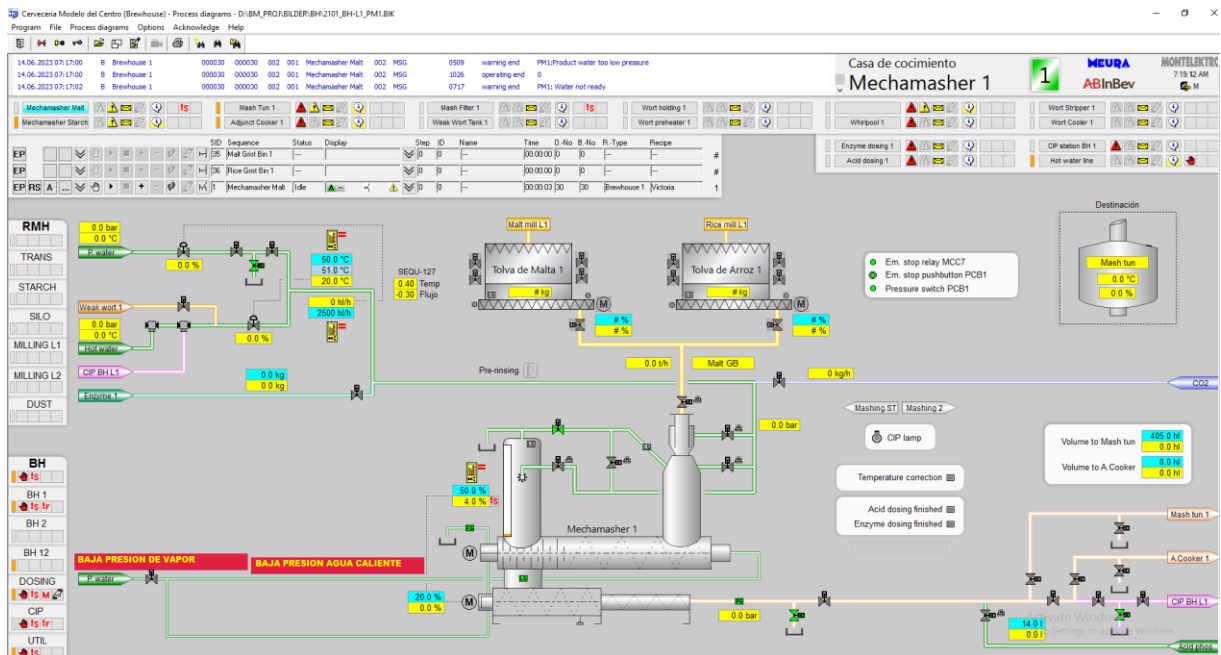 Cerveceria Modelo del Centro (Brewhouse) - Process diagrams - D:\BM_PROJ\BILDER\BH\2101_BH-L1_PM1.BIK
Program File Process diagrams Options Acknowledge Help
14.06.2023 07:17:00 B Brewhouse 1 000030 000030 002 001 Mechamasher Malt 002 MSG 0509 warning end PM1:Product water too low pressure
14.06.2023 07:17:00 B Brewhouse 1 000030 000030 002 001 Mechamasher Malt 002 MSG 1026 operating end 0
14.06.2023 07:17:00 B Brewhouse 1 000030 000030 002 001 Mechamasher Malt 002 MSG 0717 warning end PM1: Water not ready
Casa de cocimiento
Mechamasher 1
1
MEURA
ABInBev
MONTELEKTRO
7:19:12 AM
M
Mechamasher Malt !S Mash Tun 1 Mash Filter 1 !S Wort holding 1 Whirlpool 1 Wort Stripper 1
Mechamasher Starch Adjunct Cooker 1 Weak Wort Tank 1 Wort preheater 1 Wort Cooler 1
Enzyme dosing 1 CIP station BH 1
Acid dosing 1 Hot water line
SID Sequence Status Display Step ID Name Time O.-No B.-No R.-Type Recipe
EP 35 Malt Grist Bin 1 -- 0 0 -- 00:00:00 0 0 -- #
EP 36 Rice Grist Bin 1 -- 0 0 -- 00:00:00 0 0 -- #
EP RS A ... 1 Mechamasher Malt Idle A -- 0 0 -- 00:00:03 30 30 Brewhouse 1 Victoria 1
RMH
TRANS
STARCH
SILO
MILLING L1
MILLING L2
DUST
BH
!S
BH 1
!S !F
BH 2
BH 12
DOSING
!S M
CIP
!S !F
UTIL
!S
0.0 bar
0.0 °C
P. water
0.0 %
50.0 °C
51.0 °C
20.0 °C
0 hl/h
2500 hl/h
SEQU-127
0.40 Temp
-0.30 Flujo
Weak wort 1
0.0 bar
0.0 °C
Hot water
0.0 %
CIP BH L1
0.0 kg
0.0 kg
Enzyme 1
Malt mill L1
Tolva de Malta 1
# kg
LS
M
# %
# %
Rice mill L1
Tolva de Arroz 1
# kg
LS
M
# %
# %
0.0 t/h
Malt GB
Pre-rinsing
0 kg/h
CO2
Em. stop relay MCC7
Em. stop pushbutton PCB1
Pressure switch PCB1
Destinación
Mash tun
0.0 °C
0.0 %
0.0 bar
LS
Mashing ST
Mashing 2
CIP lamp
Temperature correction
Acid dosing finished
Enzyme dosing finished
Volume to Mash tun
405.0 hl
0.0 hl
Volume to A.Cooker
0.0 hl
0.0 hl
50.0 %
4.0 % !S
Mechamasher 1
BAJA PRESION DE VAPOR
BAJA PRESION AGUA CALIENTE
P. water
M
LS
20.0 %
0.0 %
M
0.0 bar
Mash tun 1
A.Cooker 1
CIP BH L1
14.0 l
0.0 l
Acid phos
Activate Windows
Settings to activate Windows.